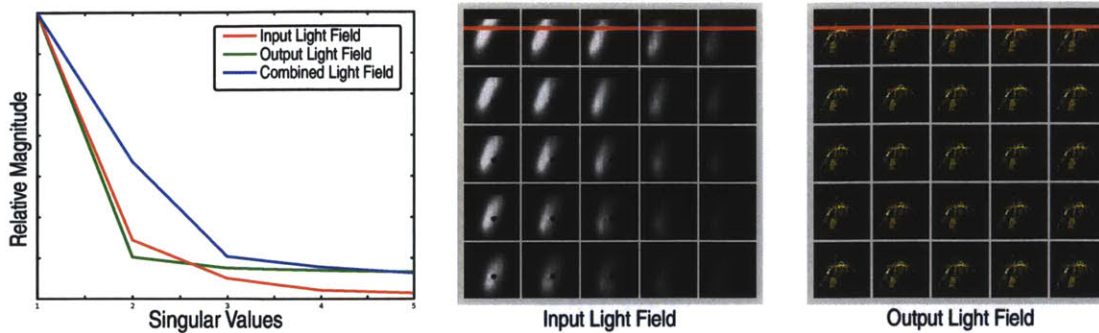 Input Light Field
Output Light Field
Combined Light Field
Relative Magnitude
1
2
3
4
5
Singular Values
Input Light Field
Output Light Field